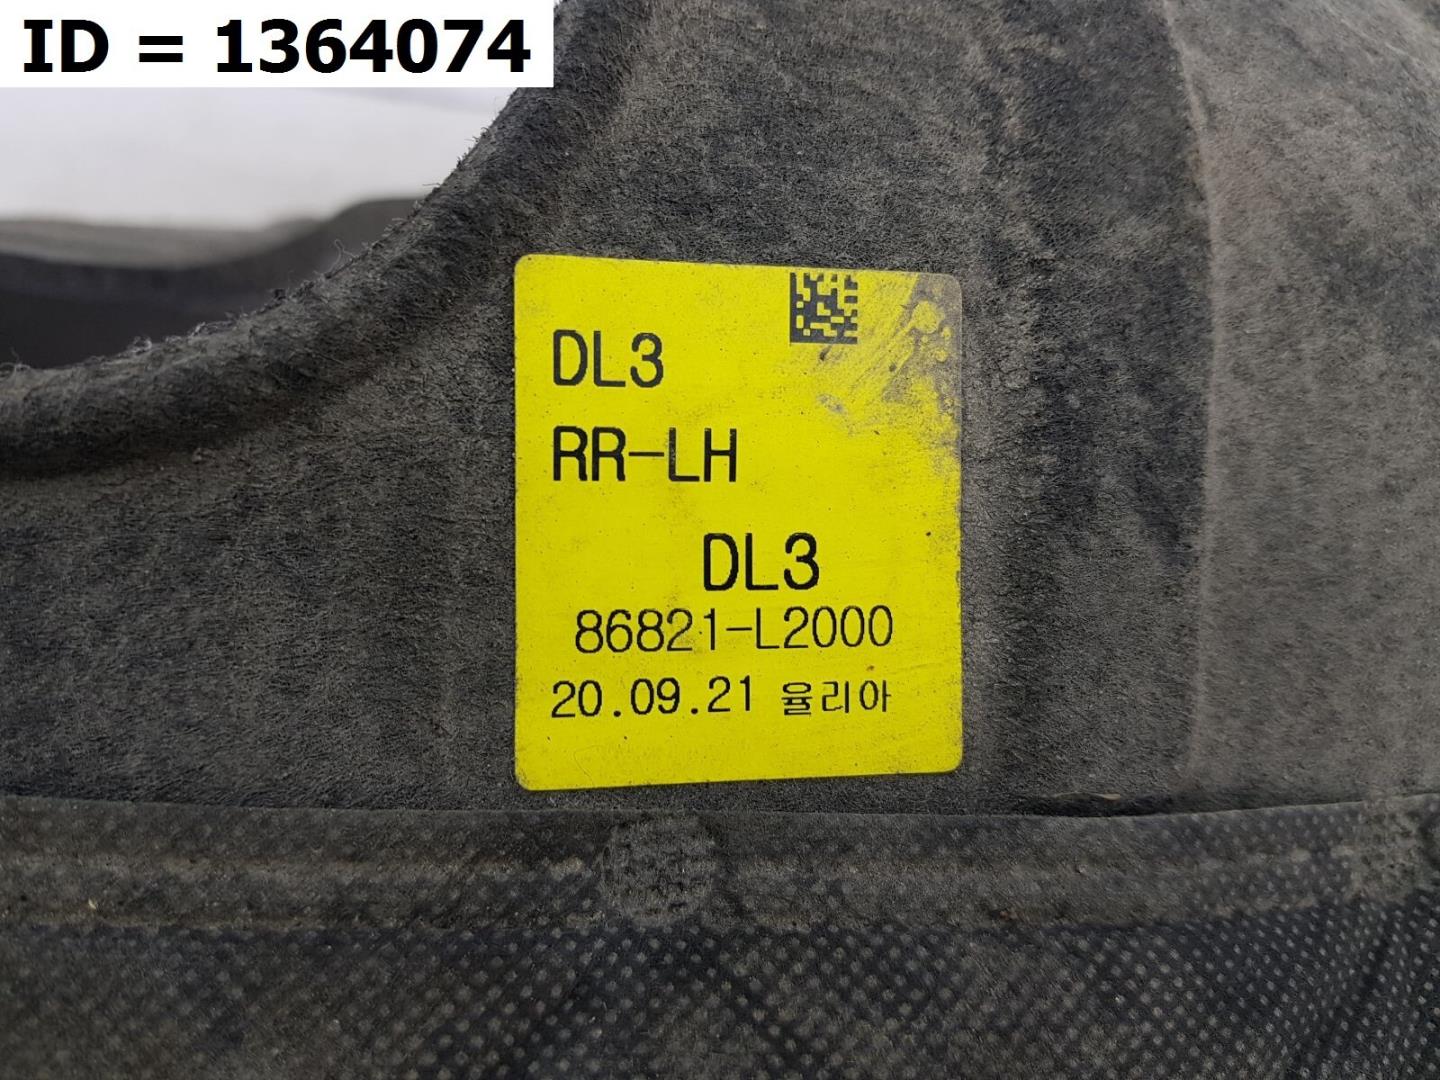 ID = 1364074
DL3
RR-LH
DL3
86821-L2000
20.09.21 율리아